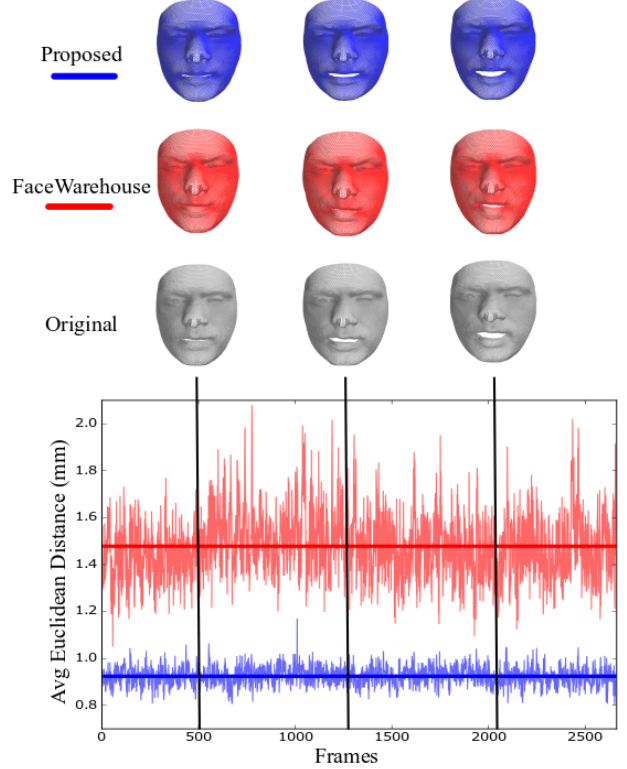 Proposed
FaceWarehouse
Original
Avg Euclidean Distance (mm)
2.0
1.8
1.6
1.4
1.2
1.0
0.8
0
500
1000
1500
2000
2500
Frames